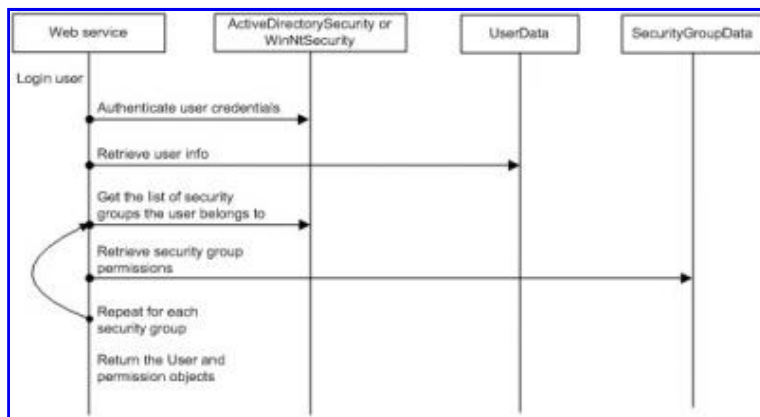 Web service
ActiveDirectorySecurity or
WinNtSecurity
UserData
SecurityGroupData
Login user
Authenticate user credentials
Retrieve user info
Get the list of security
groups the user belongs to
Retrieve security group
permissions
Repeat for each
security group
Return the User and
permission objects